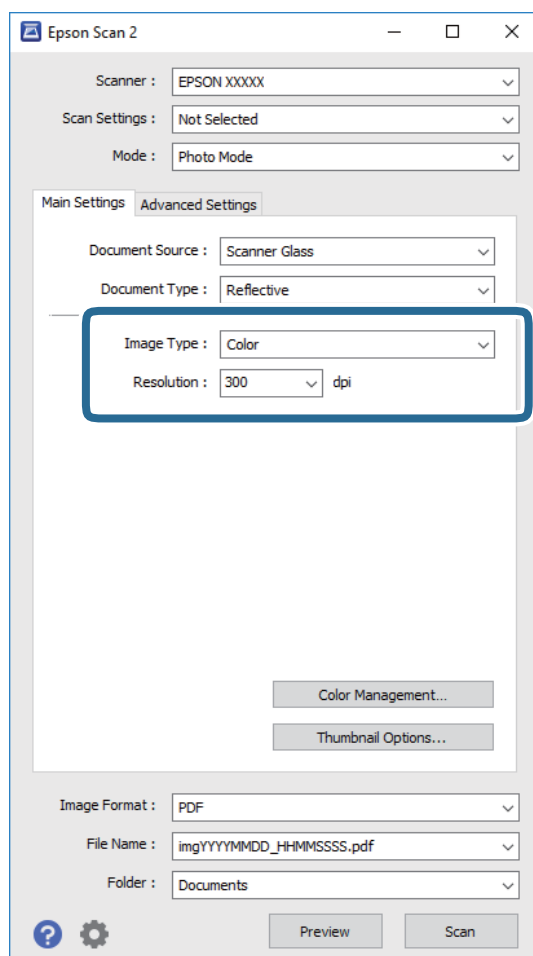 Epson Scan 2
Scanner : EPSON XXXXX
Scan Settings : Not Selected
Mode : Photo Mode
Main Settings Advanced Settings
Document Source : Scanner Glass
Document Type : Reflective
Image Type : Color
Resolution : 300 dpi
Color Management...
Thumbnail Options...
Image Format : PDF
File Name : imgYYYYMMDD_HHMMSSSS.pdf
Folder : Documents
? Preview Scan